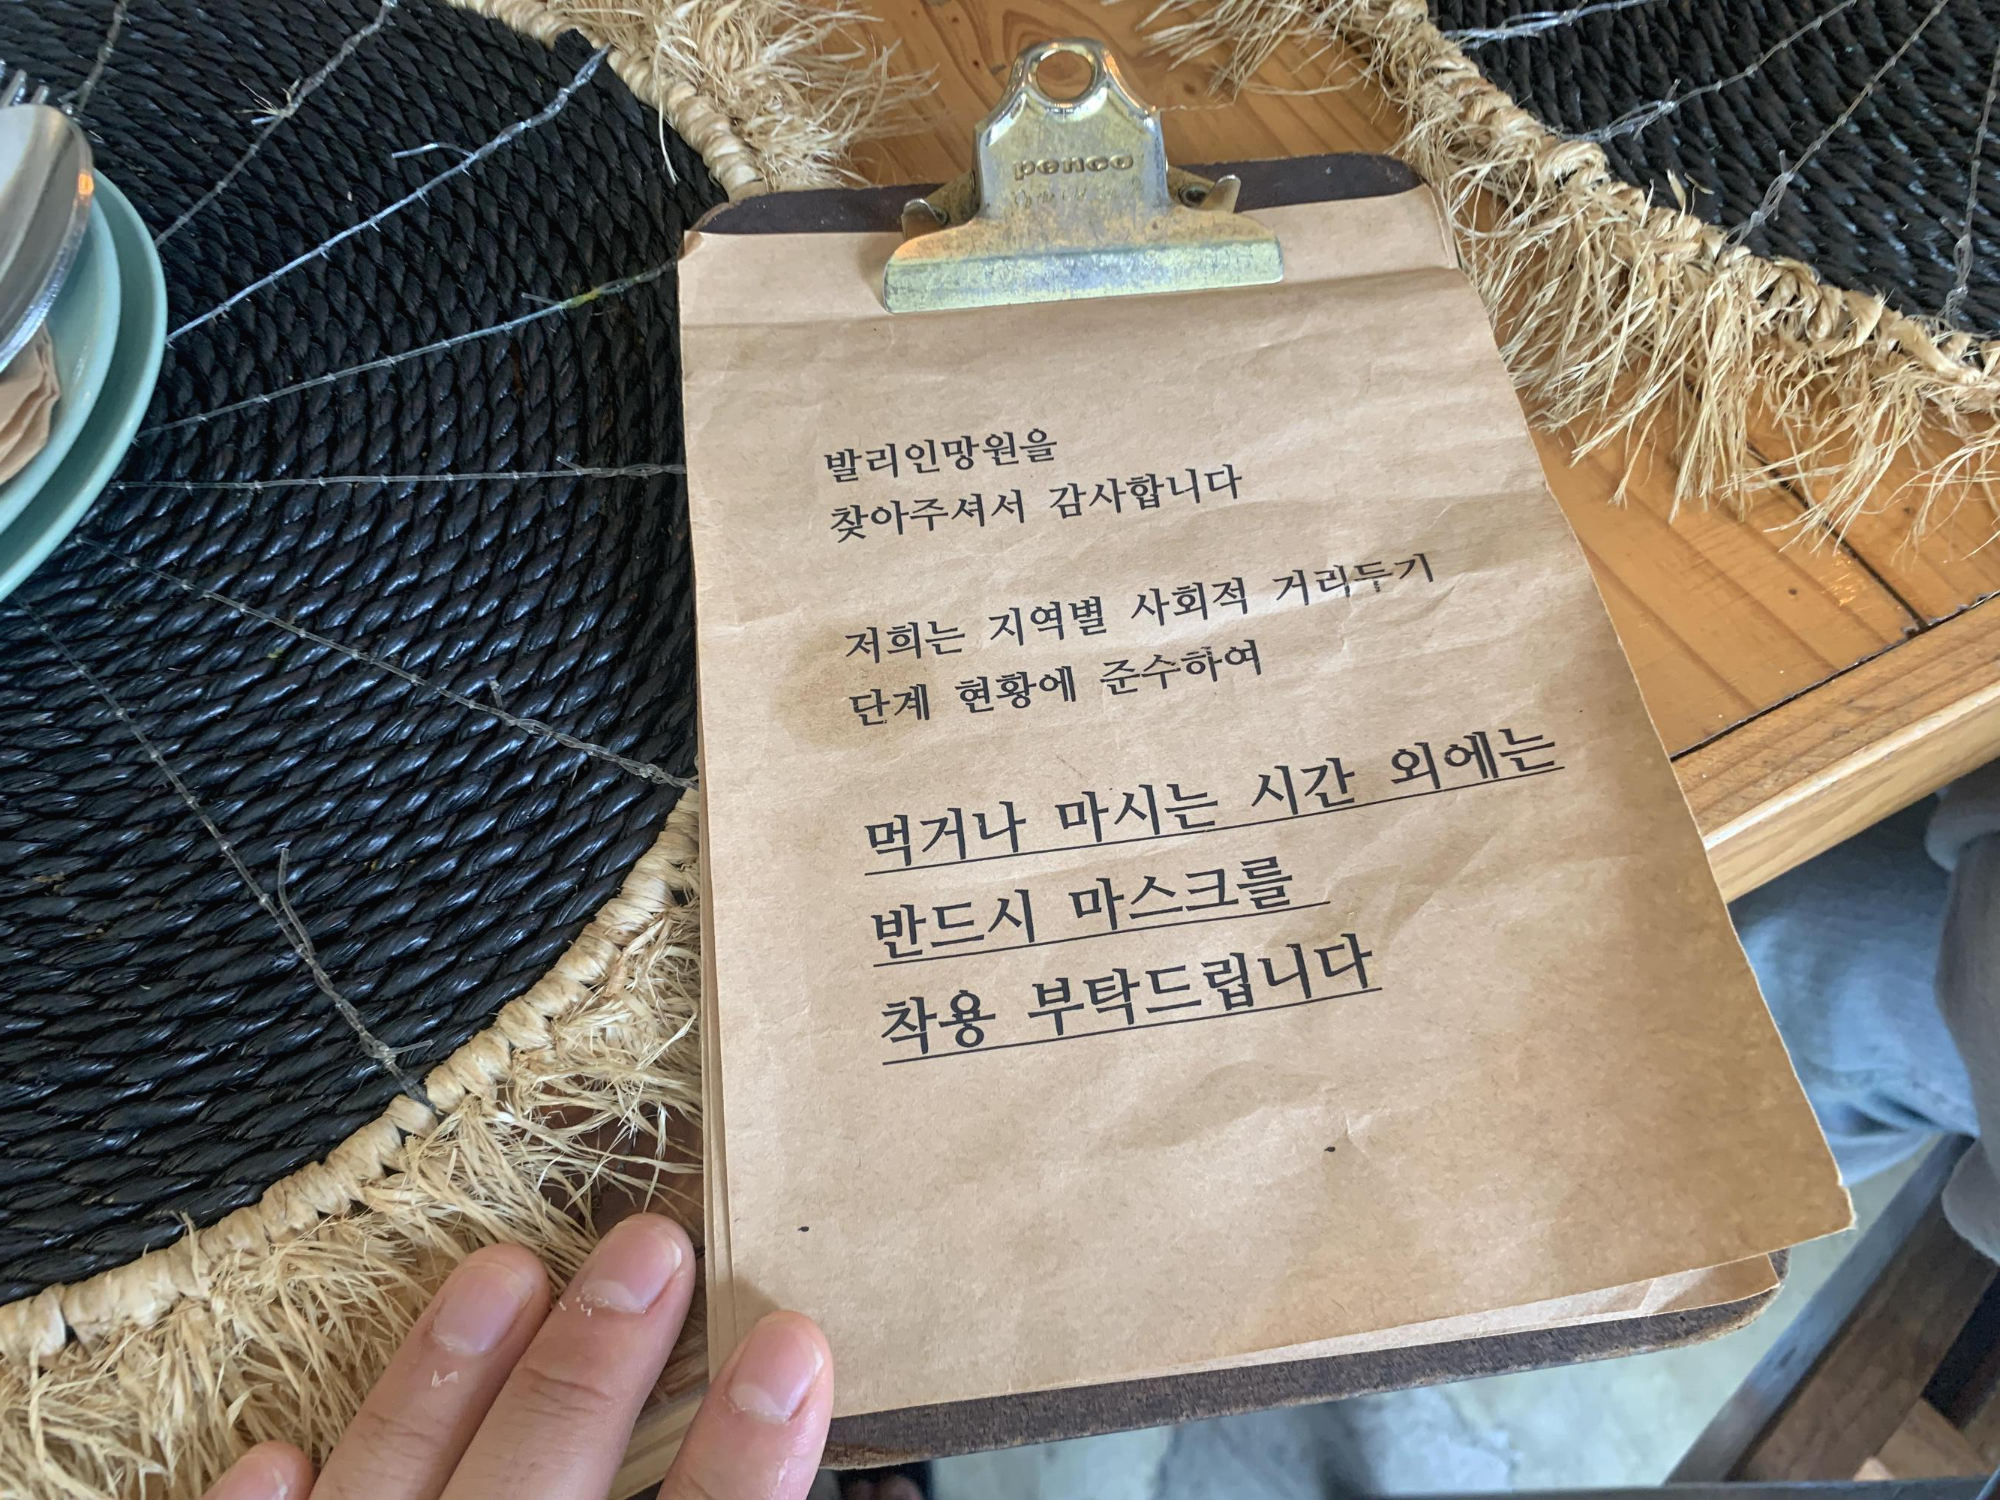 penco
발리인망원을
찾아주셔서 감사합니다
저희는 지역별 사회적 거리두기
단계 현황에 준수하여
먹거나 마시는 시간 외에는
반드시 마스크를
착용 부탁드립니다